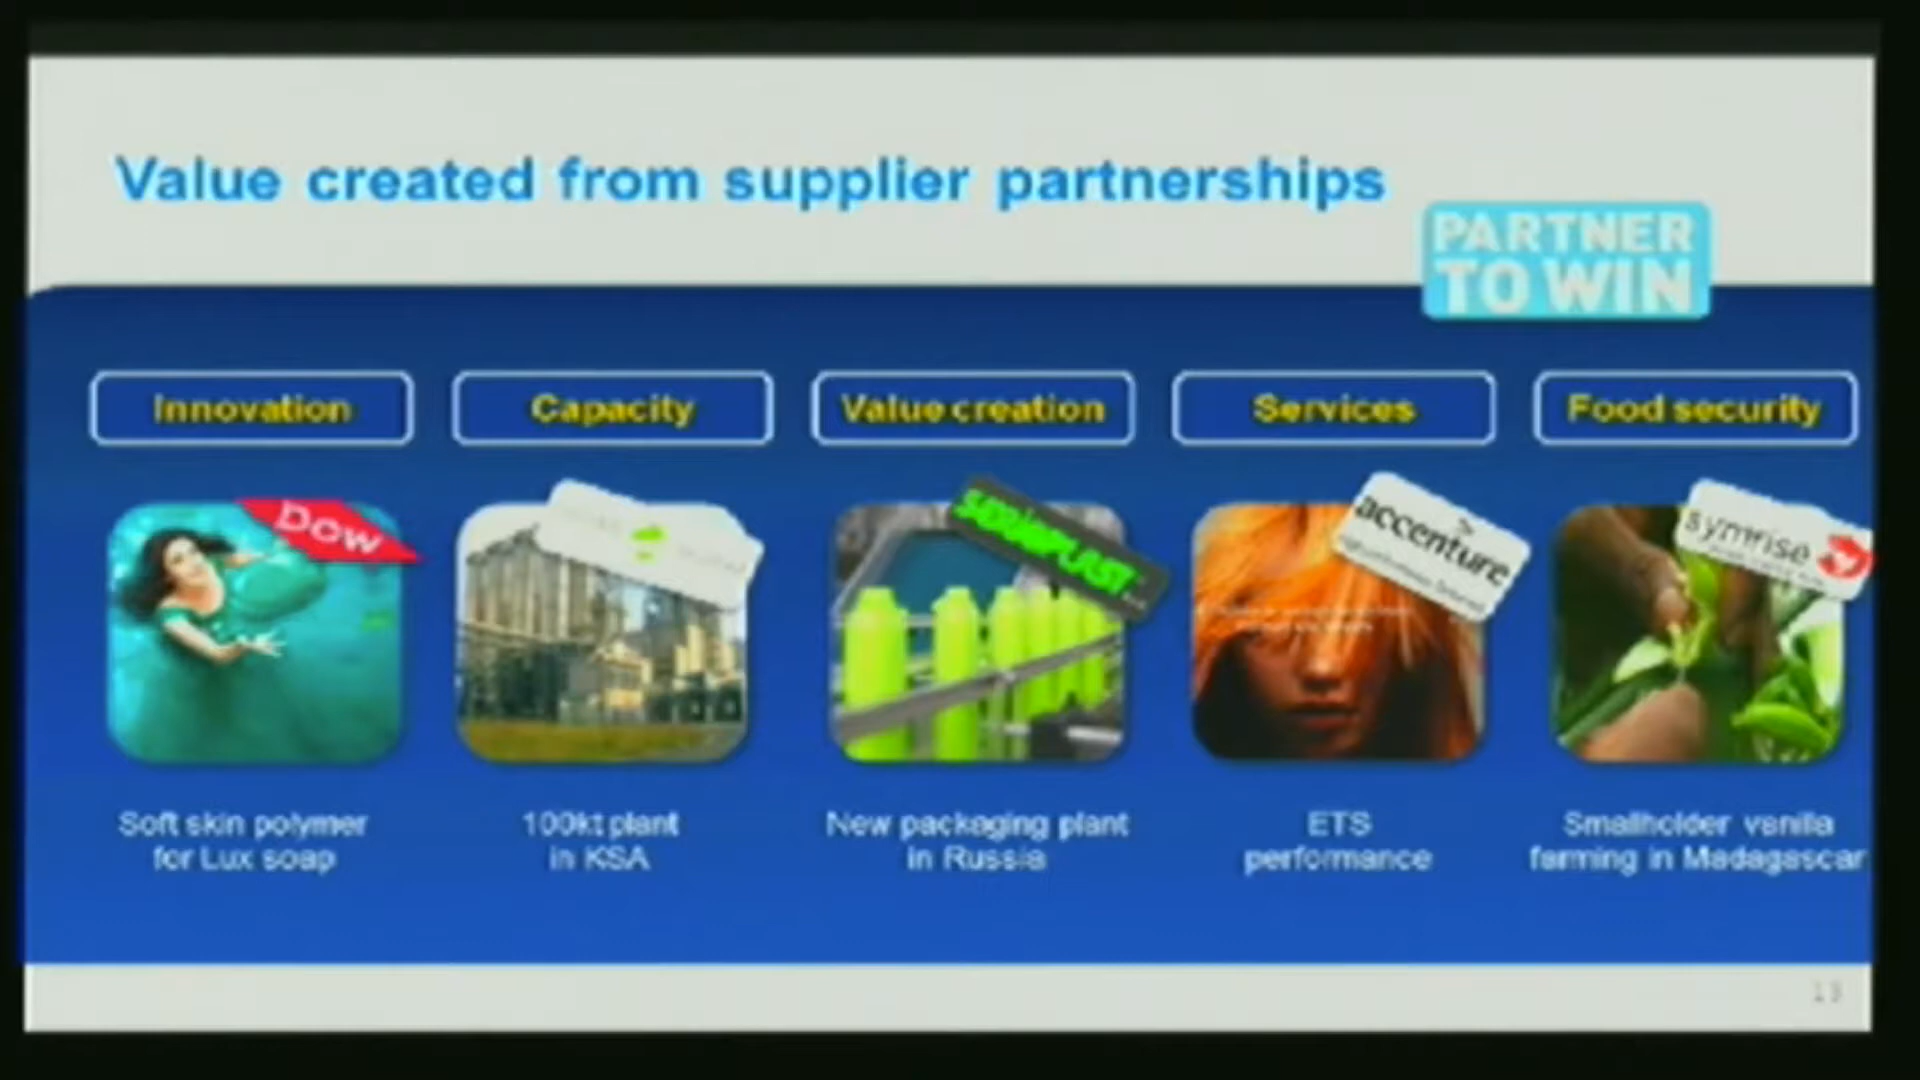 Value created from supplier partnerships
PARTNER
TO WIN
Innovation
Capacity
Value creation
Services
Food security
Dow
SERIOPLAST
accenture
symrise
Soft skin polymer
for Lux soap
100kt plant
in KSA
New packaging plant
in Russia
ETS
performance
Smallholder vanilla
farming in Madagascar
13